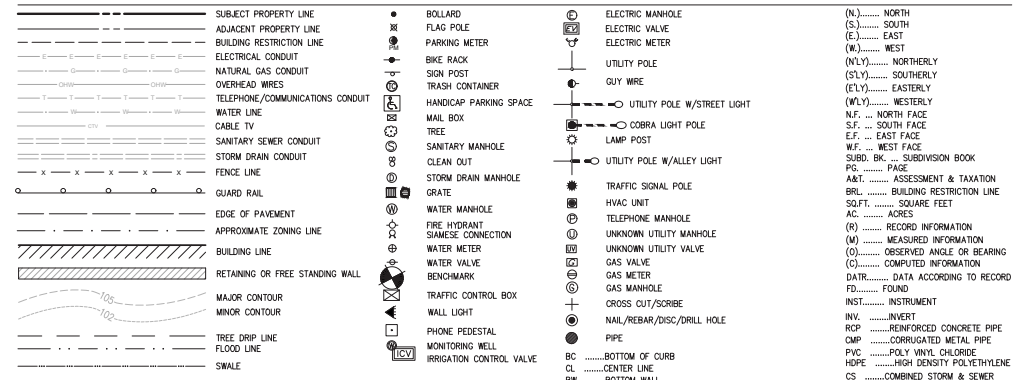 SUBJECT PROPERTY LINE
ADJACENT PROPERTY LINE
BUILDING RESTRICTION LINE
E E E E E E ELECTRICAL CONDUIT
G G G NATURAL GAS CONDUIT
OHW OHW OVERHEAD WIRES
T T T T T T TELEPHONE/COMMUNICATIONS CONDUIT
W W W WATER LINE
CTV CABLE TV
SANITARY SEWER CONDUIT
STORM DRAIN CONDUIT
X X X X X FENCE LINE
GUARD RAIL
EDGE OF PAVEMENT
APPROXIMATE ZONING LINE
BUILDING LINE
RETAINING OR FREE STANDING WALL
105 MAJOR CONTOUR
102 MINOR CONTOUR
TREE DRIP LINE
FLOOD LINE
SWALE
BOLLARD
FLAG POLE
PM PARKING METER
BIKE RACK
SIGN POST
TC TRASH CONTAINER
HANDICAP PARKING SPACE
MAIL BOX
TREE
S SANITARY MANHOLE
CLEAN OUT
D STORM DRAIN MANHOLE
GRATE
W WATER MANHOLE
FIRE HYDRANT
SIAMESE CONNECTION
WATER METER
WATER VALVE
BENCHMARK
TRAFFIC CONTROL BOX
WALL LIGHT
PHONE PEDESTAL
MONITORING WELL
ICV IRRIGATION CONTROL VALVE
E ELECTRIC MANHOLE
EV ELECTRIC VALVE
ELECTRIC METER
UTILITY POLE
GUY WIRE
UTILITY POLE W/STREET LIGHT
COBRA LIGHT POLE
LAMP POST
UTILITY POLE W/ALLEY LIGHT
TRAFFIC SIGNAL POLE
HVAC UNIT
P TELEPHONE MANHOLE
U UNKNOWN UTILITY MANHOLE
UV UNKNOWN UTILITY VALVE
G GAS VALVE
GAS METER
G GAS MANHOLE
CROSS CUT/SCRIBE
NAIL/REBAR/DISC/DRILL HOLE
PIPE
BC ........BOTTOM OF CURB
CL ........CENTER LINE
BW ........BOTTOM WALL
(N.)........ NORTH
(S.)........ SOUTH
(E.)........ EAST
(W.)........ WEST
(N'LY)........ NORTHERLY
(S'LY)........ SOUTHERLY
(E'LY)........ EASTERLY
(W'LY)........ WESTERLY
N.F. ... NORTH FACE
S.F. ... SOUTH FACE
E.F. ... EAST FACE
W.F. ... WEST FACE
SUBD. BK. ... SUBDIVISION BOOK
PG. ........ PAGE
A&T. ........ ASSESSMENT & TAXATION
BRL. ........ BUILDING RESTRICTION LINE
SQ.FT. ........ SQUARE FEET
AC. ........ ACRES
(R) ........ RECORD INFORMATION
(M) ........ MEASURED INFORMATION
(O)........ OBSERVED ANGLE OR BEARING
(C)........ COMPUTED INFORMATION
DATR........ DATA ACCORDING TO RECORD
FD........ FOUND
INST........ INSTRUMENT
INV. ........INVERT
RCP ........REINFORCED CONCRETE PIPE
CMP ........CORRUGATED METAL PIPE
PVC ........POLY VINYL CHLORIDE
HDPE ........HIGH DENSITY POLYETHYLENE
CS ........COMBINED STORM & SEWER